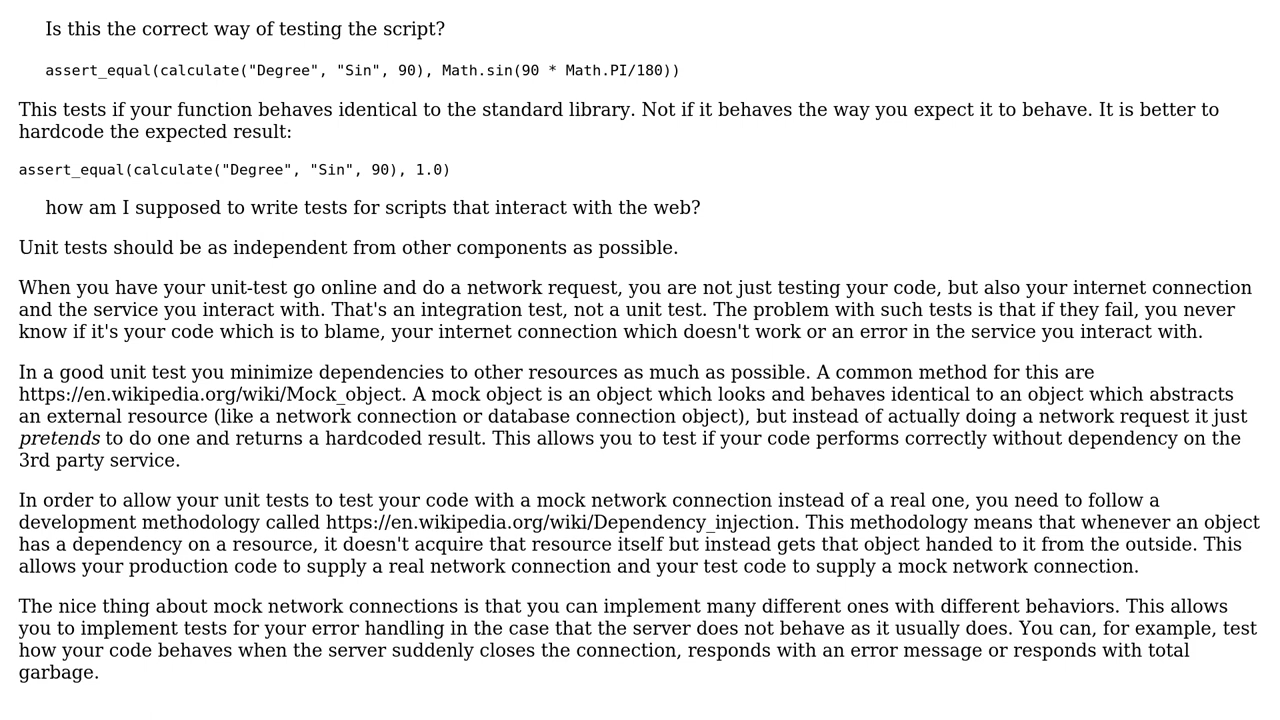 Is this the correct way of testing the script?
assert_equal(calculate("Degree", "Sin", 90), Math.sin(90 * Math.PI/180))
This tests if your function behaves identical to the standard library. Not if it behaves the way you expect it to behave. It is better to
hardcode the expected result:
assert_equal(calculate("Degree", "Sin", 90), 1.0)
how am I supposed to write tests for scripts that interact with the web?
Unit tests should be as independent from other components as possible.
When you have your unit-test go online and do a network request, you are not just testing your code, but also your internet connection
and the service you interact with. That's an integration test, not a unit test. The problem with such tests is that if they fail, you never
know if it's your code which is to blame, your internet connection which doesn't work or an error in the service you interact with.
In a good unit test you minimize dependencies to other resources as much as possible. A common method for this are
https://en.wikipedia.org/wiki/Mock_object. A mock object is an object which looks and behaves identical to an object which abstracts
an external resource (like a network connection or database connection object), but instead of actually doing a network request it just
pretends to do one and returns a hardcoded result. This allows you to test if your code performs correctly without dependency on the
3rd party service.
In order to allow your unit tests to test your code with a mock network connection instead of a real one, you need to follow a
development methodology called https://en.wikipedia.org/wiki/Dependency_injection. This methodology means that whenever an object
has a dependency on a resource, it doesn't acquire that resource itself but instead gets that object handed to it from the outside. This
allows your production code to supply a real network connection and your test code to supply a mock network connection.
The nice thing about mock network connections is that you can implement many different ones with different behaviors. This allows
you to implement tests for your error handling in the case that the server does not behave as it usually does. You can, for example, test
how your code behaves when the server suddenly closes the connection, responds with an error message or responds with total
garbage.